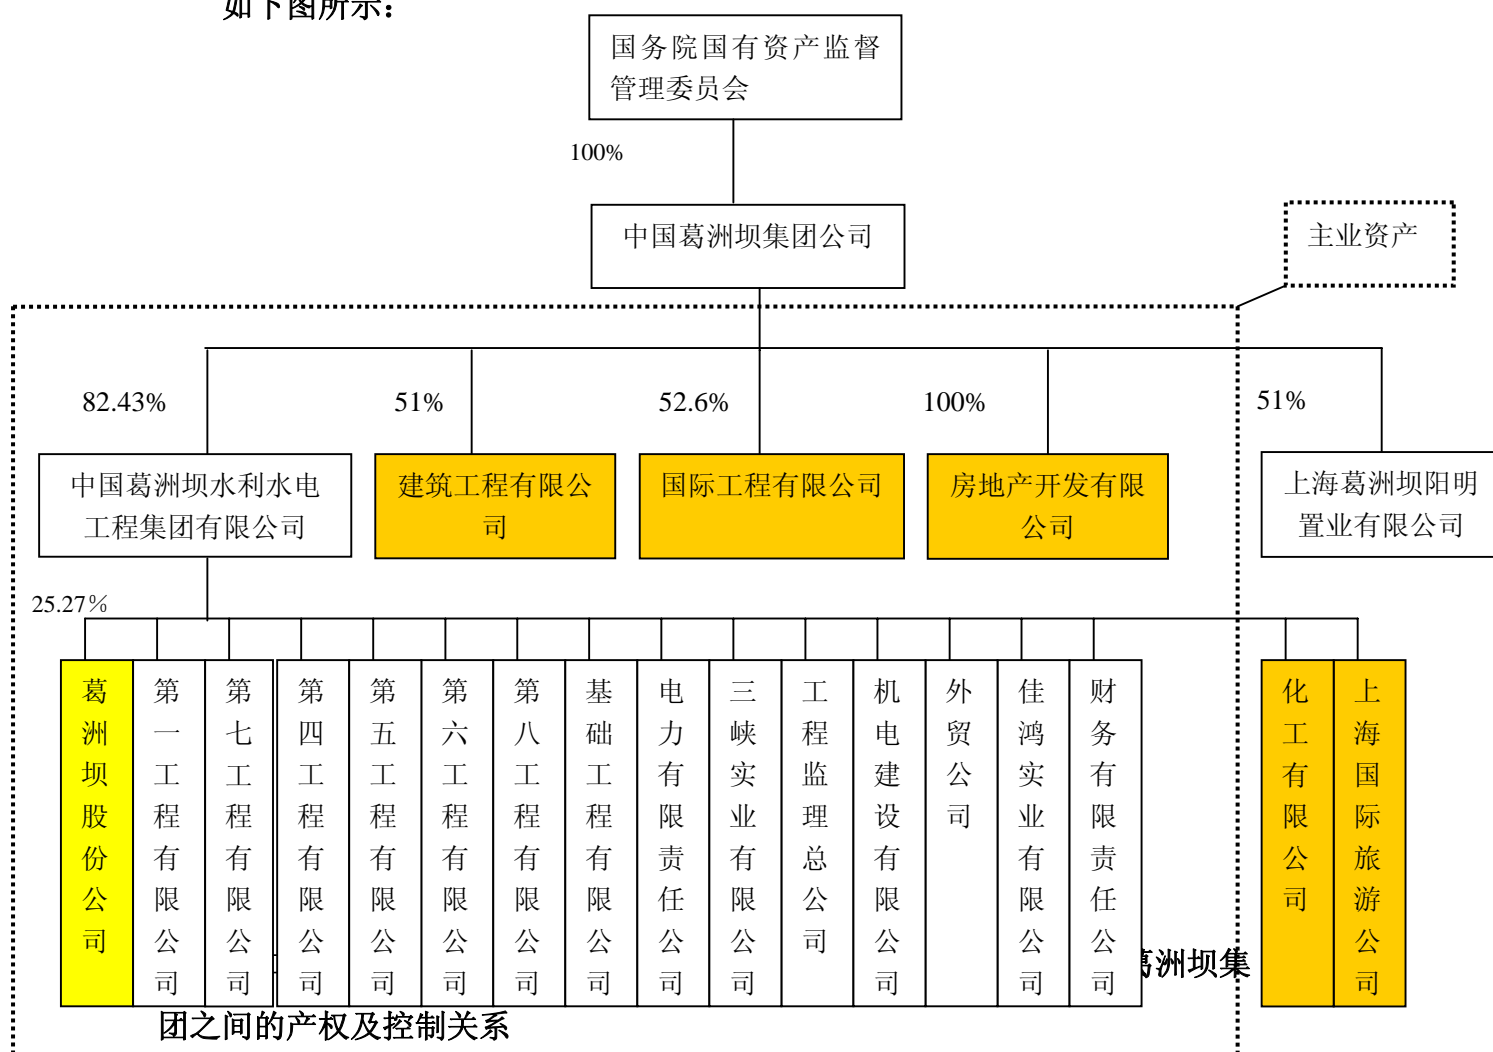 如下图所示：
国务院国有资产监督
管理委员会
100%
中国葛洲坝集团公司
主业资产
82.43%
51%
52.6%
100%
51%
中国葛洲坝水利水电
工程集团有限公司
建筑工程有限公
司
国际工程有限公司
房地产开发有限
公司
上海葛洲坝阳明
置业有限公司
25.27%
葛洲坝股份公司
第一工程有限公司
第七工程有限公司
第四工程有限公司
第五工程有限公司
第六工程有限公司
第八工程有限公司
基础工程有限公司
电力有限责任公司
三峡实业有限公司
工程监理总公司
机电建设有限公司
外贸公司
佳鸿实业有限公司
财务有限责任公司
化工有限公司
上海国际旅游公司
葛洲坝集
团之间的产权及控制关系